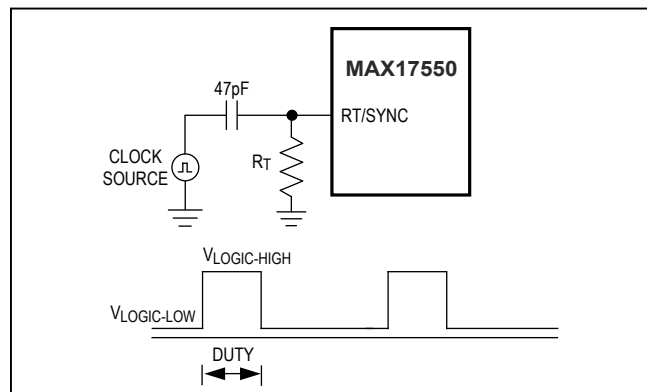 MAX17550
47pF
RT/SYNC
CLOCK
SOURCE
RT
VLOGIC-HIGH
VLOGIC-LOW
DUTY